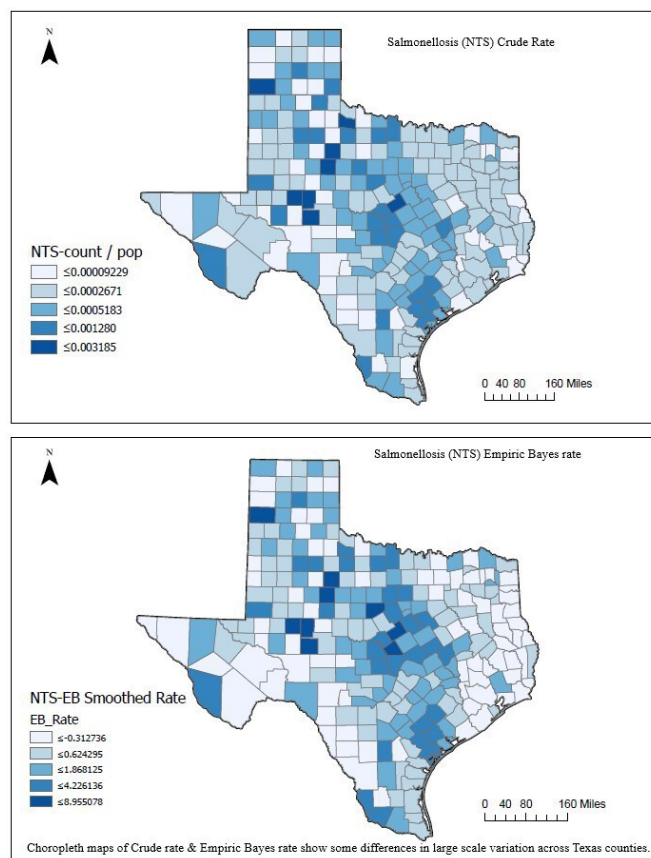 N
Salmonellosis (NTS) Crude Rate
NTS-count / pop
≤0.00009229
≤0.0002671
≤0.0005183
≤0.001280
≤0.003185
0 40 80 160 Miles
N
Salmonellosis (NTS) Empiric Bayes rate
NTS-EB Smoothed Rate
EB_Rate
≤-0.312736
≤0.624295
≤1.868125
≤4.226136
≤8.955078
0 40 80 160 Miles
Choropleth maps of Crude rate & Empiric Bayes rate show some differences in large scale variation across Texas counties.